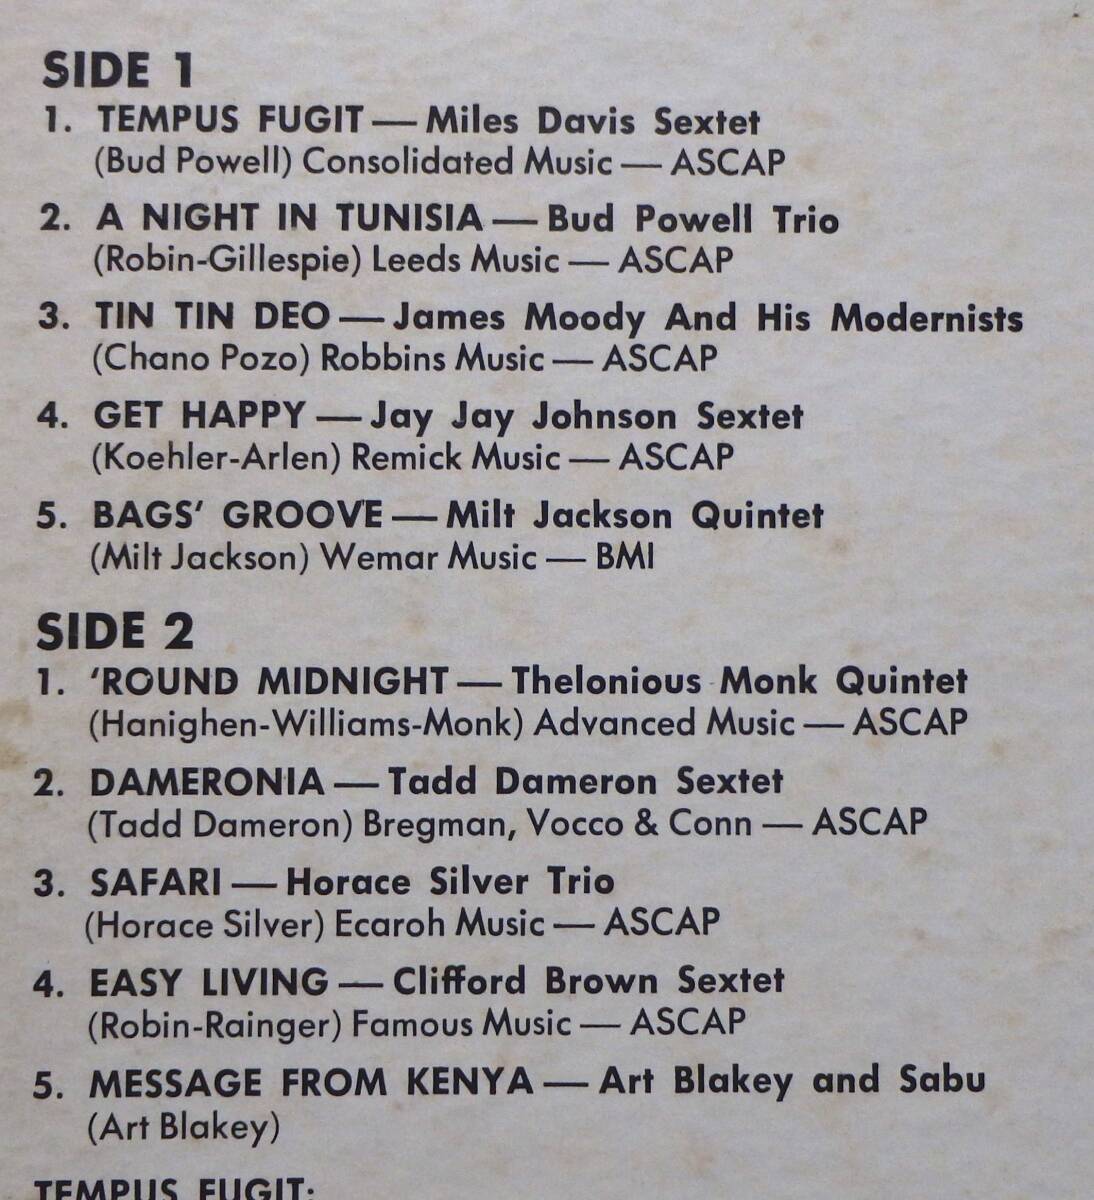 SIDE 1
1. TEMPUS FUGIT — Miles Davis Sextet
(Bud Powell) Consolidated Music — ASCAP
2. A NIGHT IN TUNISIA — Bud Powell Trio
(Robin-Gillespie) Leeds Music — ASCAP
3. TIN TIN DEO — James Moody And His Modernists
(Chano Pozo) Robbins Music — ASCAP
4. GET HAPPY — Jay Jay Johnson Sextet
(Koehler-Arlen) Remick Music — ASCAP
5. BAGS' GROOVE — Milt Jackson Quintet
(Milt Jackson) Wemar Music — BMI
SIDE 2
1. 'ROUND MIDNIGHT — Thelonious Monk Quintet
(Hanighen-Williams-Monk) Advanced Music — ASCAP
2. DAMERONIA — Tadd Dameron Sextet
(Tadd Dameron) Bregman, Vocco & Conn — ASCAP
3. SAFARI — Horace Silver Trio
(Horace Silver) Ecaroh Music — ASCAP
4. EASY LIVING — Clifford Brown Sextet
(Robin-Rainger) Famous Music — ASCAP
5. MESSAGE FROM KENYA — Art Blakey and Sabu
(Art Blakey)
TEMPUS FUGIT: